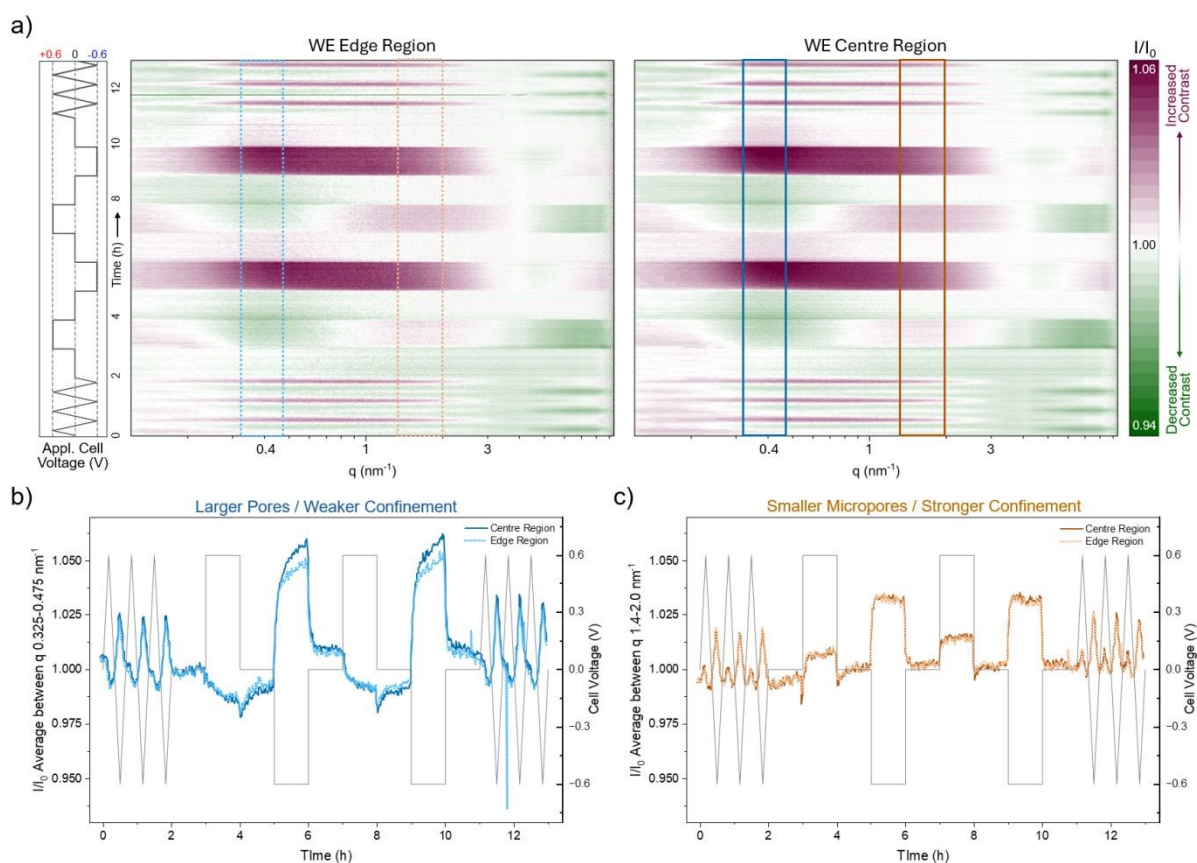 a)
WE Edge Region
WE Centre Region
I/I0
+0.6 0 -0.6
1.06
1.00
0.94
Increased Contrast
Decreased Contrast
Time (h)
0
2
4
8
10
12
Appl. Cell
Voltage (V)
0.4 1 3
q (nm-1)
0.4 1 3
q (nm-1)
b)
Larger Pores / Weaker Confinement
Centre Region
Edge Region
I/I0 Average between q 0.325-0.475 nm-1
1.050
1.025
1.000
0.975
0.950
0.6
0.3
0.0
−0.3
−0.6
Cell Voltage (V)
0 2 4 6 8 10 12
TIme (h)
c)
Smaller Micropores / Stronger Confinement
Centre Region
Edge Region
I/I0 Average between q 1.4-2.0 nm-1
1.050
1.025
1.000
0.975
0.950
0.6
0.3
0.0
−0.3
−0.6
Cell Voltage (V)
0 2 4 6 8 10 12
TIme (h)